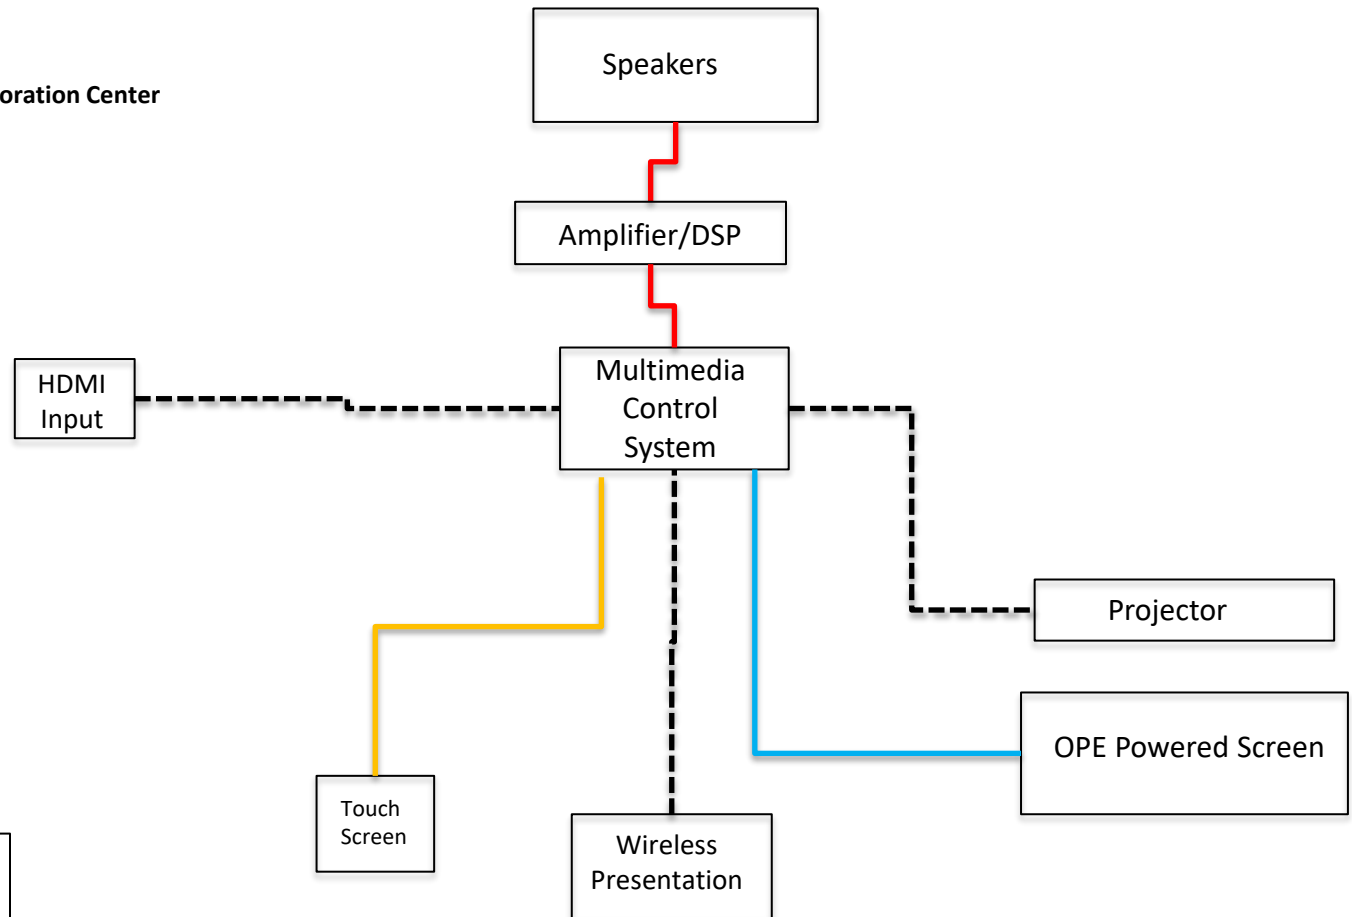 Speakers
oration Center
Amplifier/DSP
Multimedia
Control
System
HDMI
Input
Projector
OPE Powered Screen
Touch
Screen
Wireless
Presentation